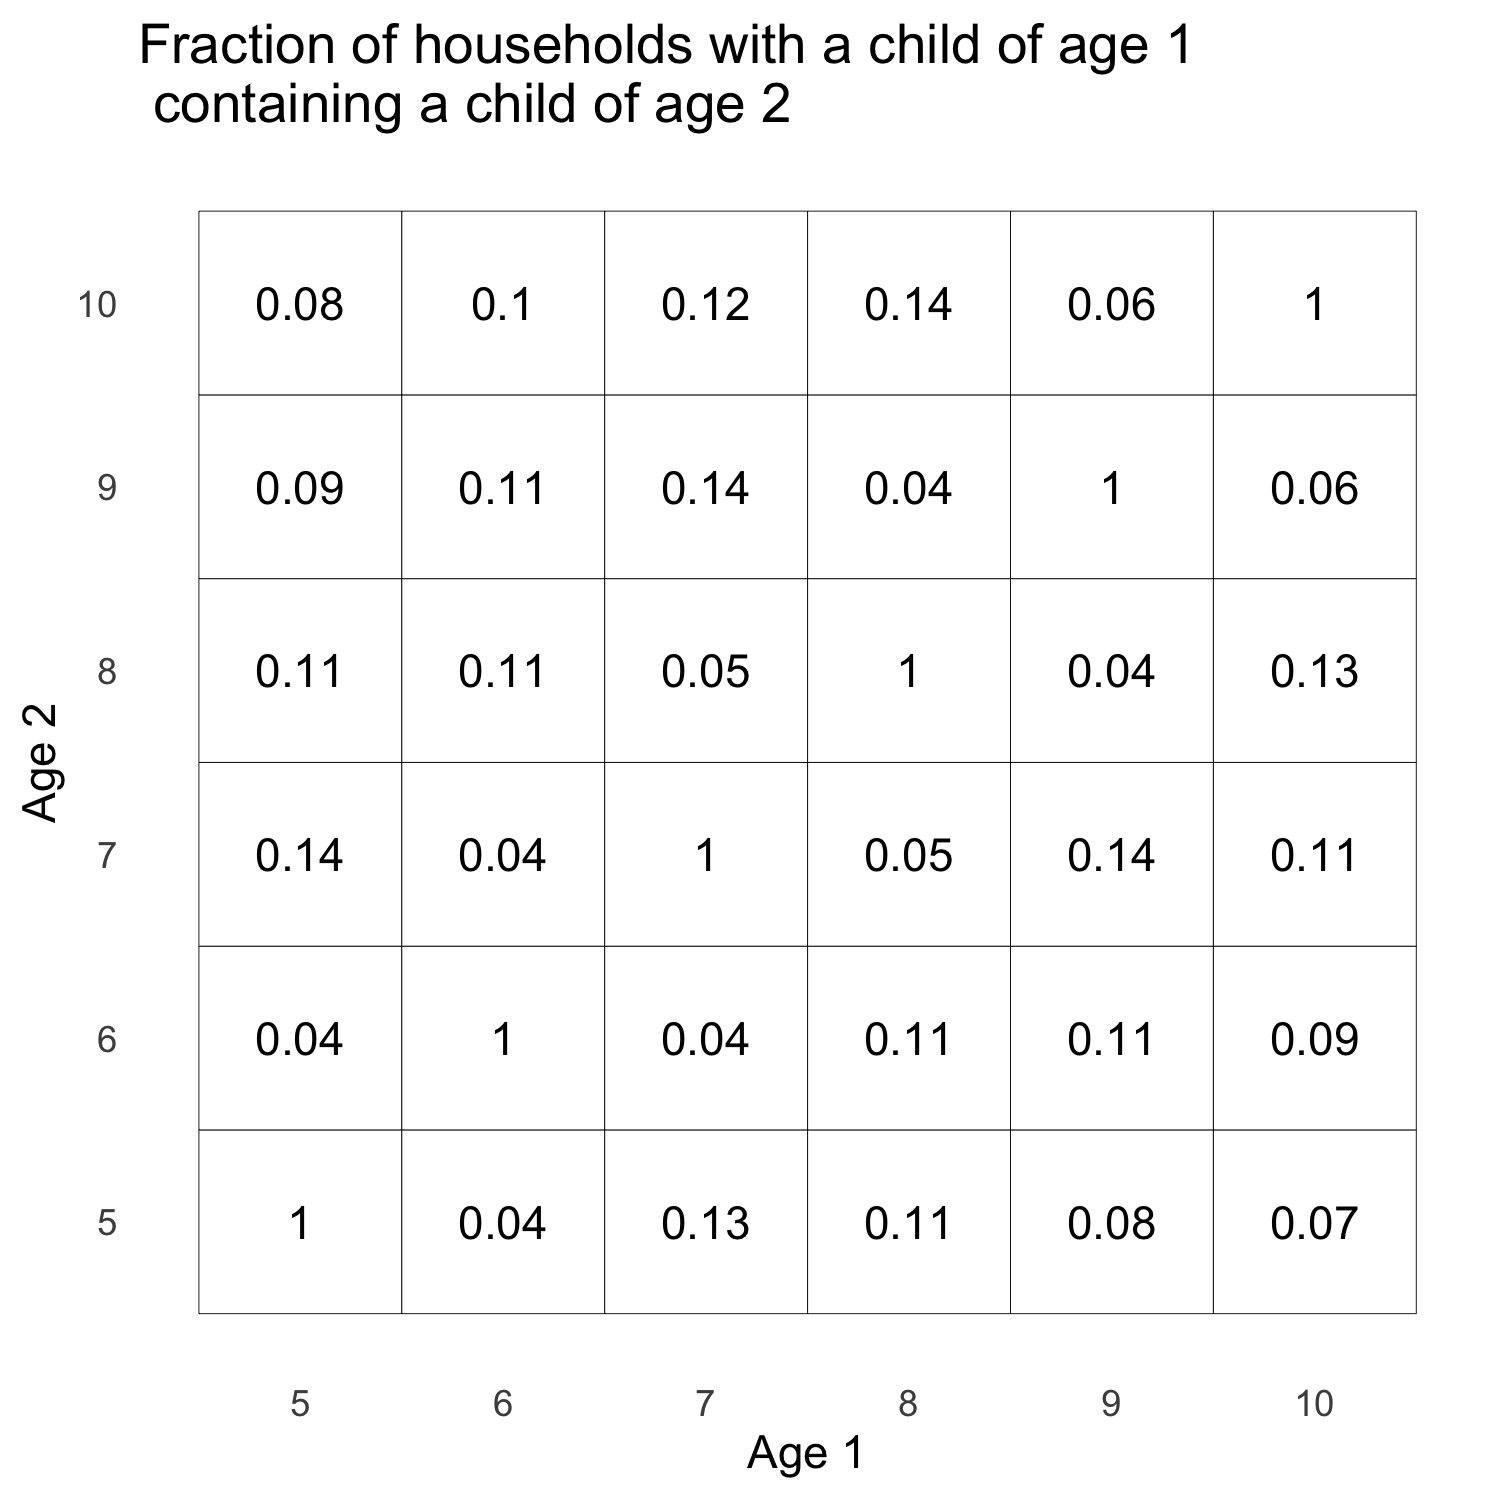 Fraction of households with a child of age 1
containing a child of age 2
10 0.08 0.1 0.12 0.14 0.06 1
9 0.09 0.11 0.14 0.04 1 0.06
8 0.11 0.11 0.05 1 0.04 0.13
7 0.14 0.04 1 0.05 0.14 0.11
6 0.04 1 0.04 0.11 0.11 0.09
5 1 0.04 0.13 0.11 0.08 0.07
Age 2
5 6 7 8 9 10
Age 1